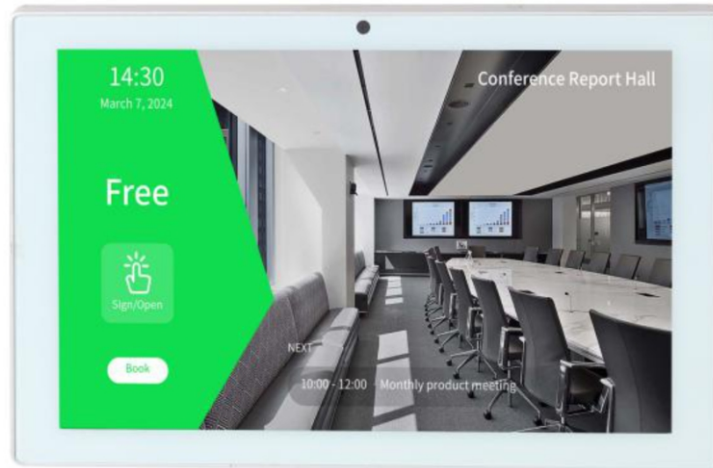 14:30
March 7, 2024
Conference Report Hall
Free
Sign/Open
Book
NEXT
10:00 - 12:00 · Monthly product meeting